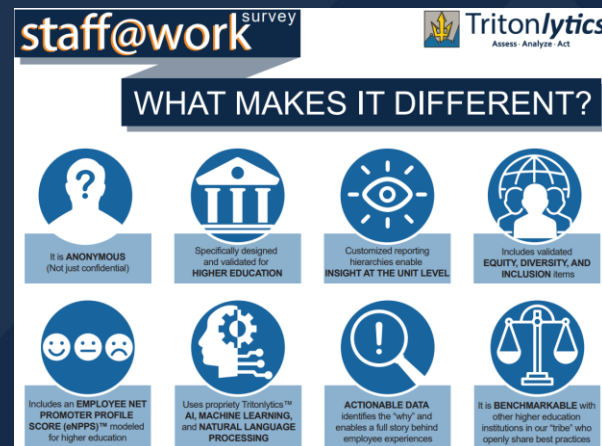 staff@work survey
Tritonlytics
Assess · Analyze · Act
WHAT MAKES IT DIFFERENT?
?
It is ANONYMOUS
(Not just confidential)
Specifically designed
and validated for
HIGHER EDUCATION
Customized reporting
hierarchies enable
INSIGHT AT THE UNIT LEVEL
Includes validated
EQUITY, DIVERSITY, AND
INCLUSION items
Includes an EMPLOYEE NET
PROMOTER PROFILE
SCORE (eNPPS)™ modeled
for higher education
Uses propriety Tritonlytics™
AI, MACHINE LEARNING,
and NATURAL LANGUAGE
PROCESSING
!
ACTIONABLE DATA
identifies the "why" and
enables a full story behind
employee experiences
It is BENCHMARKABLE with
other higher education
institutions in our "tribe" who
openly share best practices